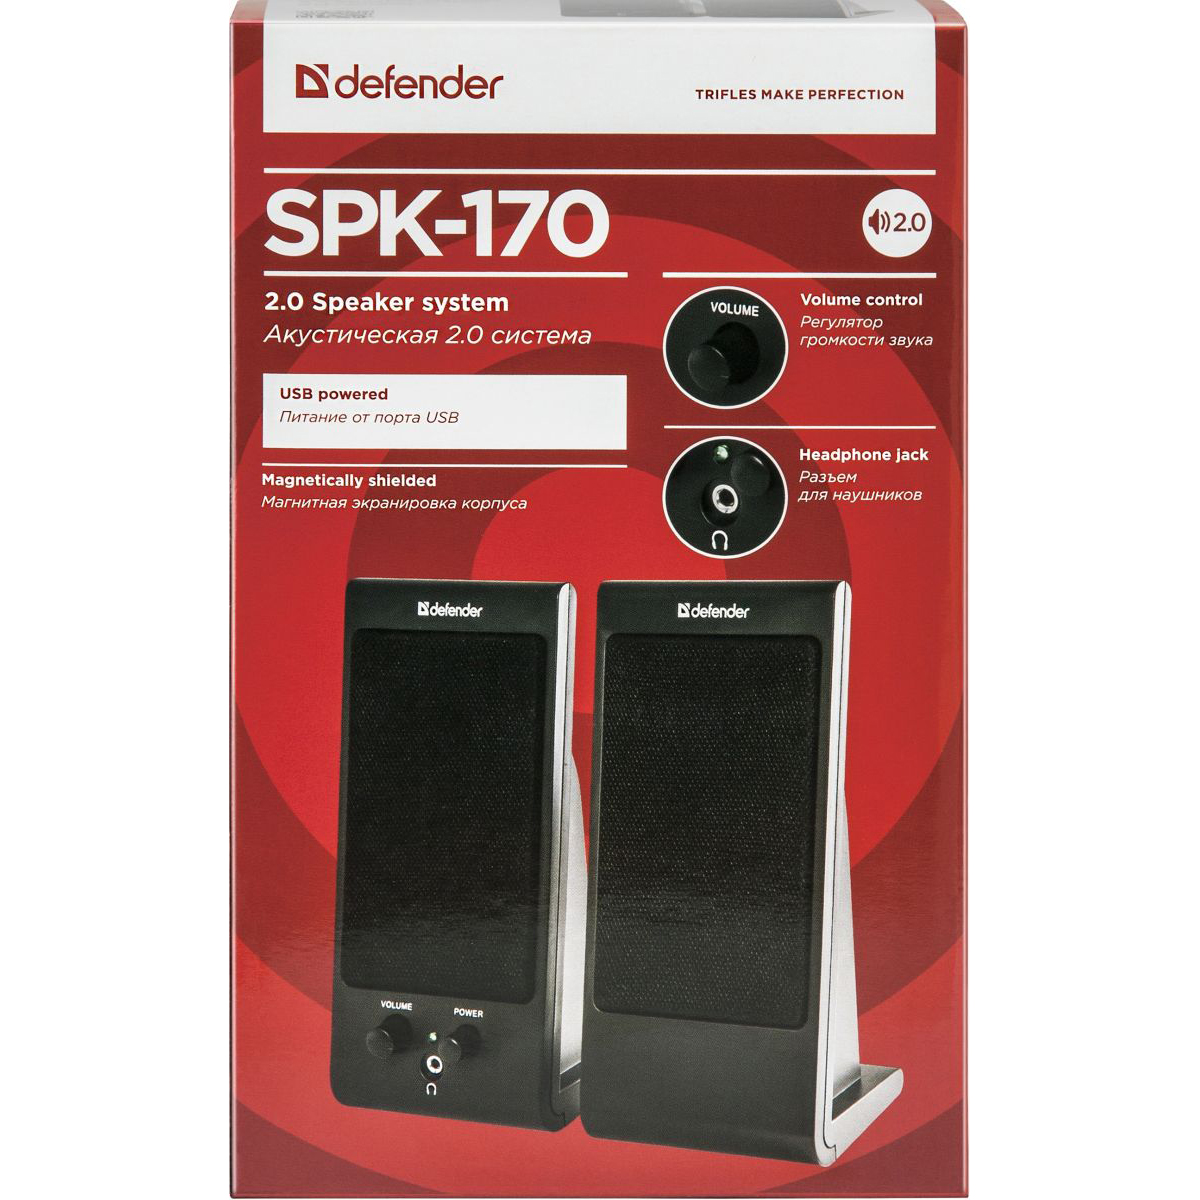 defender
TRIFLES MAKE PERFECTION
SPK-170
2.0
2.0 Speaker system
Акустическая 2.0 система
USB powered
Питание от порта USB
Magnetically shielded
Магнитная экранировка корпуса
VOLUME
Volume control
Регулятор
громкости звука
Headphone jack
Разъем
для наушников
defender
defender
VOLUME
POWER